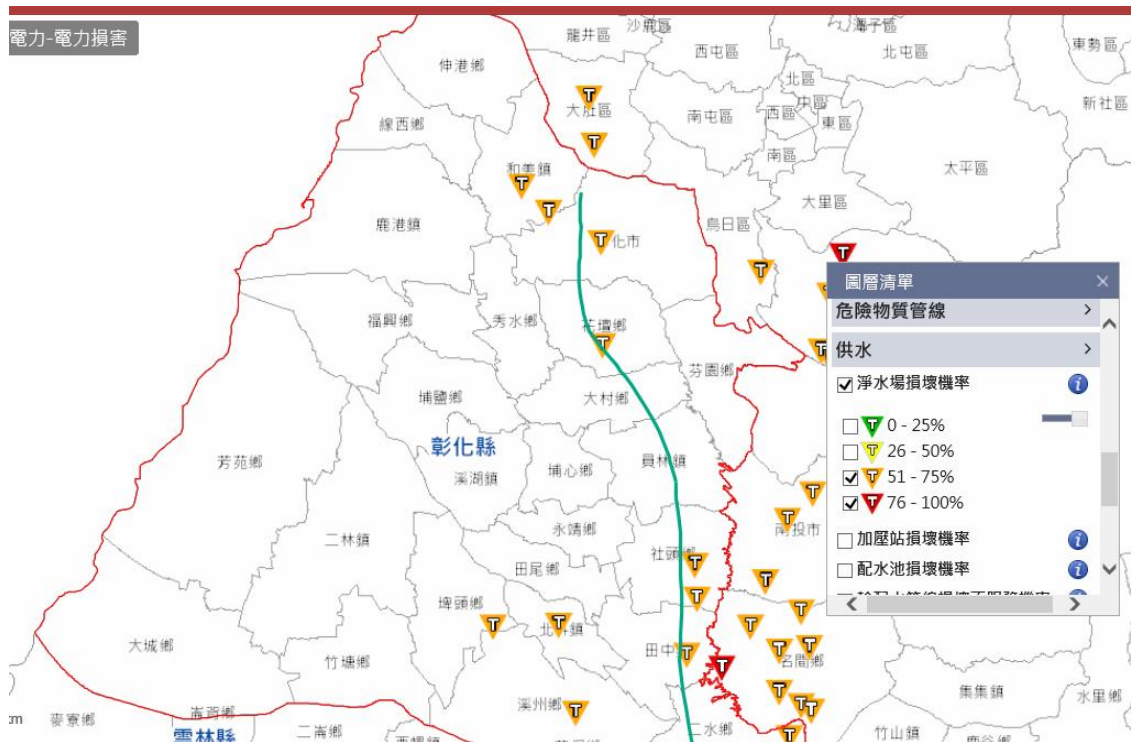 電力-電力損害
龍井區
沙鹿區
潭子區
西屯區
北屯區
東勢區
伸港鄉
北區
新社區
大肚區
中區
線西鄉
南屯區
西區
東區
和美鎮
南區
太平區
大里區
鹿港鎮
烏日區
化市
福興鄉
秀水鄉
花壇鄉
芬園鄉
埔鹽鄉
大村鄉
彰化縣
芳苑鄉
溪湖鎮
埔心鄉
員林鎮
南投市
二林鎮
永靖鄉
社頭鄉
田尾鄉
埤頭鄉
大城鄉
竹塘鄉
田中
名間鄉
溪州鄉
集集鎮
水里鄉
麥寮鄉
崙背鄉
二崙鄉
二水鄉
竹山鎮
雲林縣
圖層清單
×
危險物質管線 >
供水 >
淨水場損壞機率
0 - 25%
26 - 50%
51 - 75%
76 - 100%
加壓站損壞機率
配水池損壞機率